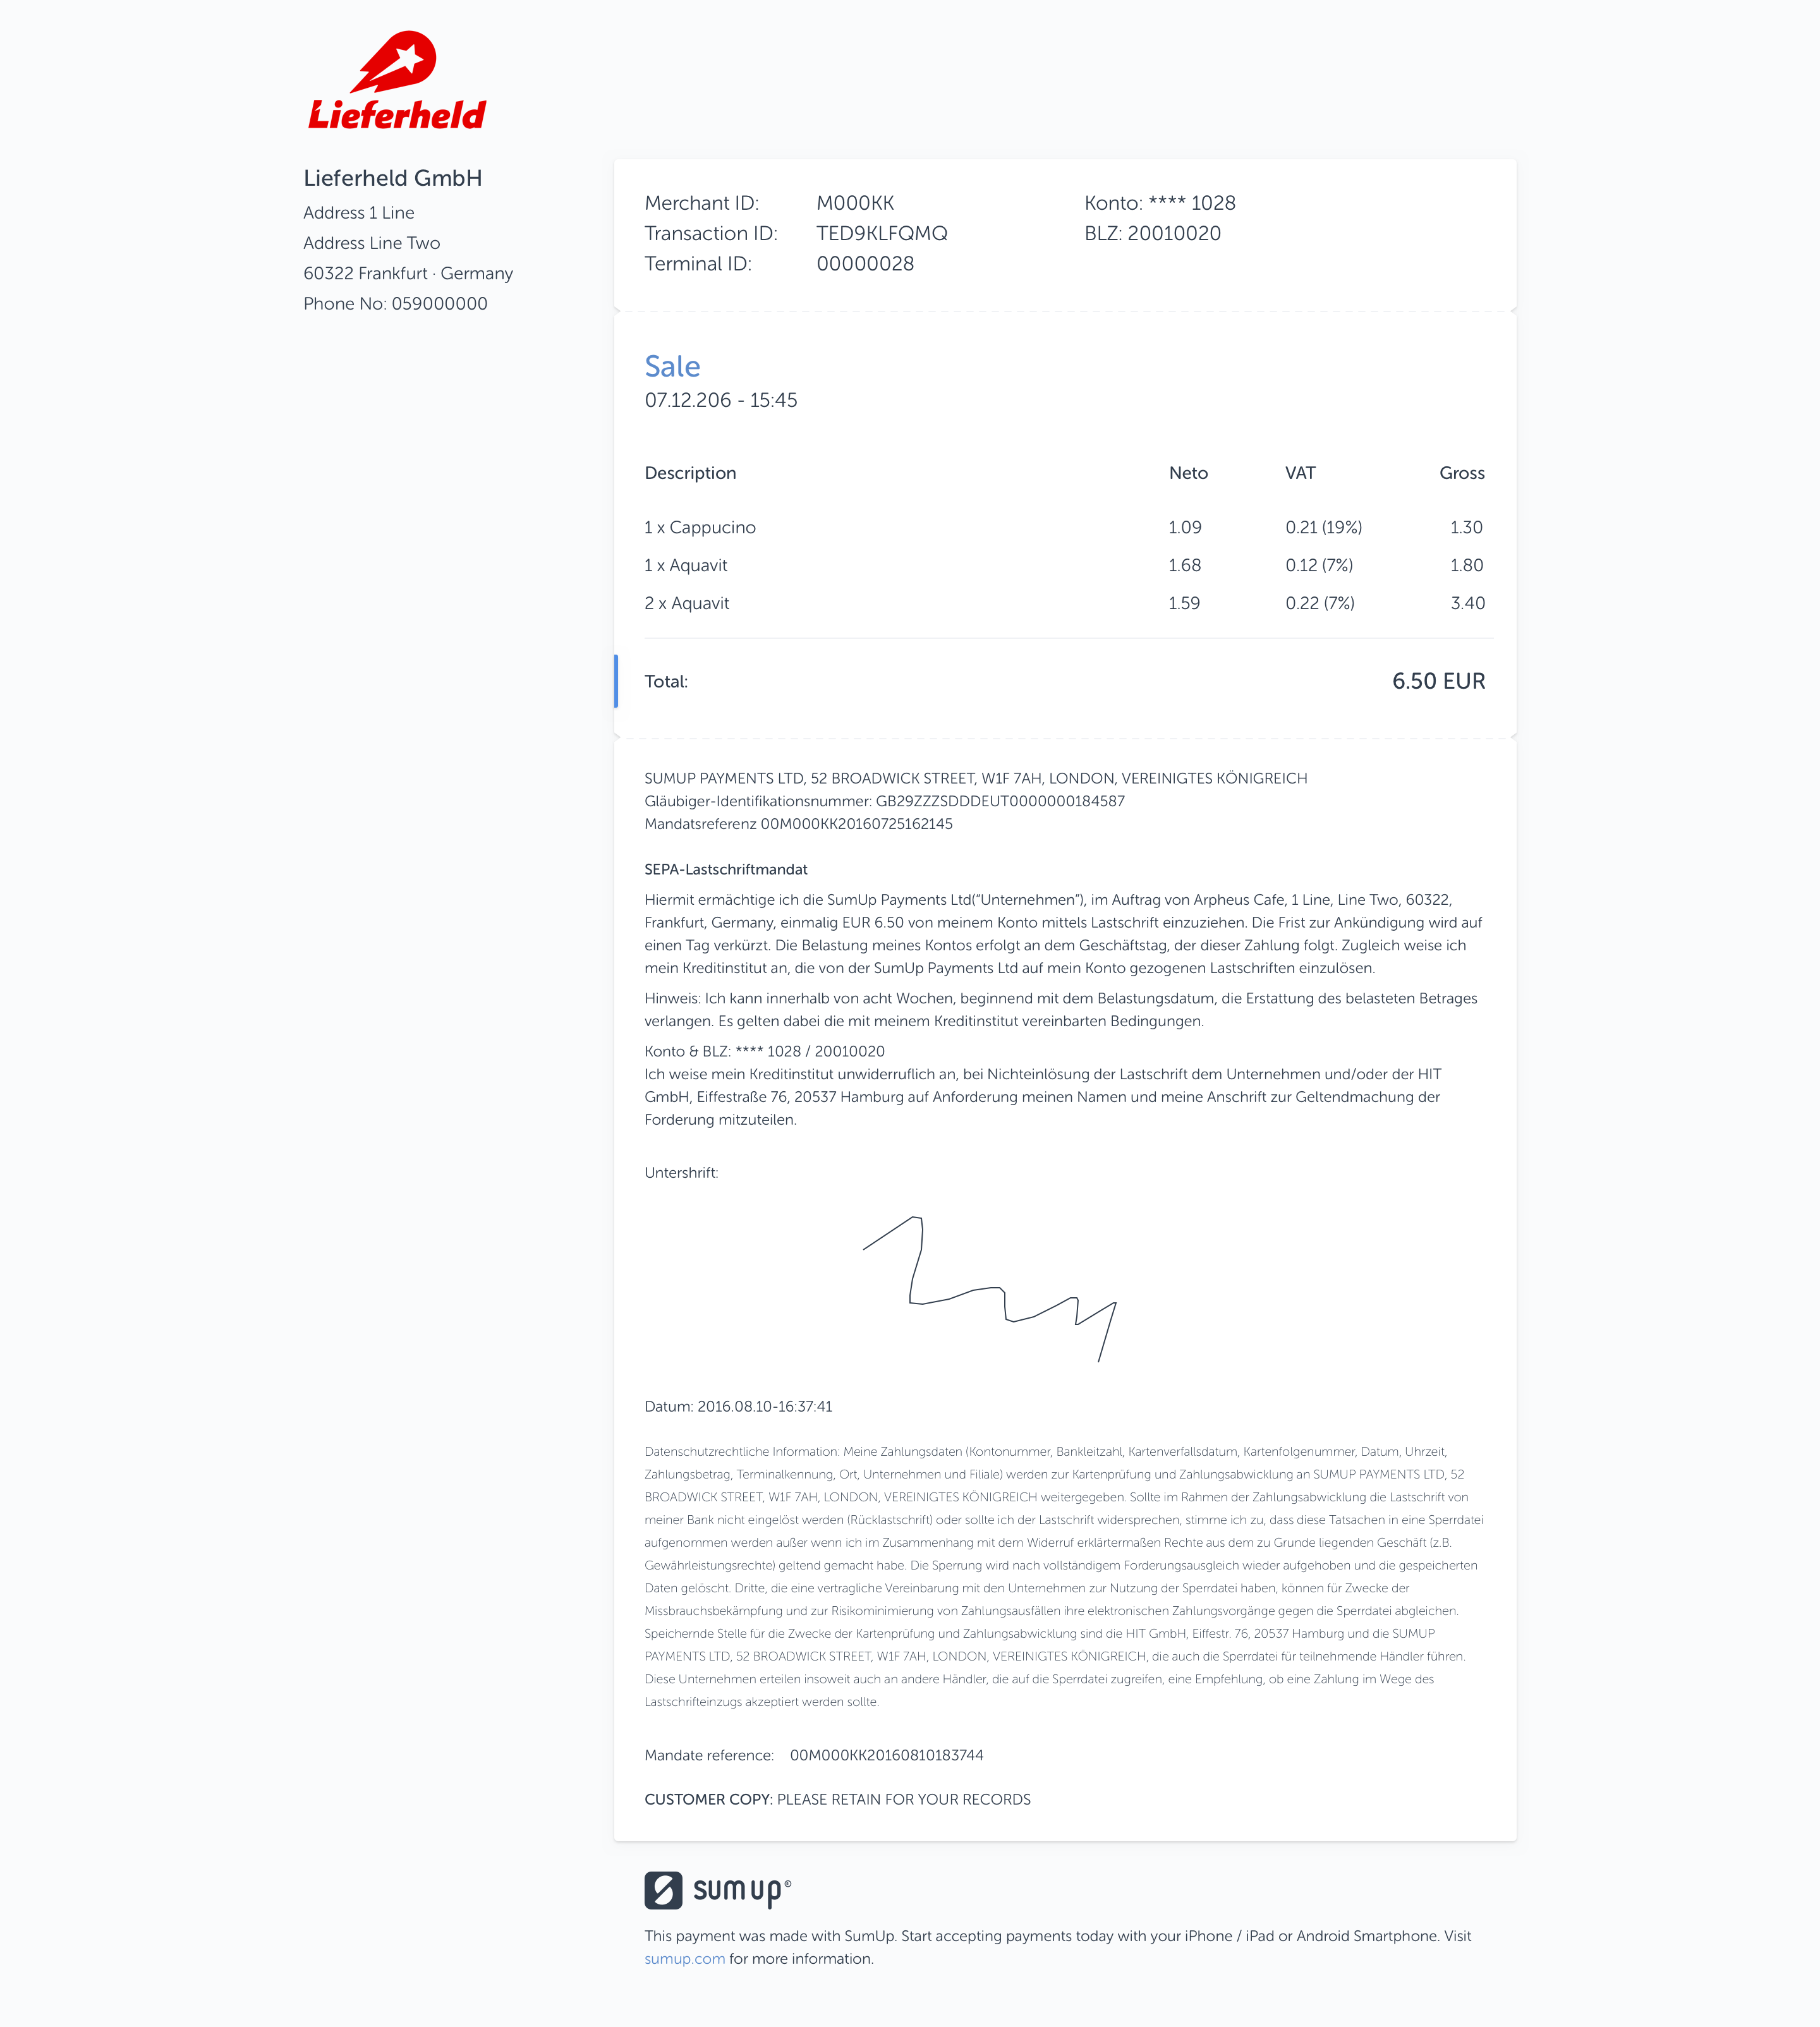 Lieferheld
Lieferheld GmbH
Address 1 Line
Address Line Two
60322 Frankfurt · Germany
Phone No: 059000000
Merchant ID: M000KK Konto: **** 1028
Transaction ID: TED9KLFQMQ BLZ: 20010020
Terminal ID: 00000028
Sale
07.12.206 - 15:45
Description Neto VAT Gross
1 x Cappucino 1.09 0.21 (19%) 1.30
1 x Aquavit 1.68 0.12 (7%) 1.80
2 x Aquavit 1.59 0.22 (7%) 3.40
Total: 6.50 EUR
SUMUP PAYMENTS LTD, 52 BROADWICK STREET, W1F 7AH, LONDON, VEREINIGTES KÖNIGREICH
Gläubiger-Identifikationsnummer: GB29ZZZSDDDEUT0000000184587
Mandatsreferenz 00M000KK20160725162145
SEPA-Lastschriftmandat
Hiermit ermächtige ich die SumUp Payments Ltd("Unternehmen"), im Auftrag von Arpheus Cafe, 1 Line, Line Two, 60322,
Frankfurt, Germany, einmalig EUR 6.50 von meinem Konto mittels Lastschrift einzuziehen. Die Frist zur Ankündigung wird auf
einen Tag verkürzt. Die Belastung meines Kontos erfolgt an dem Geschäftstag, der dieser Zahlung folgt. Zugleich weise ich
mein Kreditinstitut an, die von der SumUp Payments Ltd auf mein Konto gezogenen Lastschriften einzulösen.
Hinweis: Ich kann innerhalb von acht Wochen, beginnend mit dem Belastungsdatum, die Erstattung des belasteten Betrages
verlangen. Es gelten dabei die mit meinem Kreditinstitut vereinbarten Bedingungen.
Konto & BLZ: **** 1028 / 20010020
Ich weise mein Kreditinstitut unwiderruflich an, bei Nichteinlösung der Lastschrift dem Unternehmen und/oder der HIT
GmbH, Eiffestraße 76, 20537 Hamburg auf Anforderung meinen Namen und meine Anschrift zur Geltendmachung der
Forderung mitzuteilen.
Untershrift:
Datum: 2016.08.10-16:37:41
Datenschutzrechtliche Information: Meine Zahlungsdaten (Kontonummer, Bankleitzahl, Kartenverfallsdatum, Kartenfolgenummer, Datum, Uhrzeit,
Zahlungsbetrag, Terminalkennung, Ort, Unternehmen und Filiale) werden zur Kartenprüfung und Zahlungsabwicklung an SUMUP PAYMENTS LTD, 52
BROADWICK STREET, W1F 7AH, LONDON, VEREINIGTES KÖNIGREICH weitergegeben. Sollte im Rahmen der Zahlungsabwicklung die Lastschrift von
meiner Bank nicht eingelöst werden (Rücklastschrift) oder sollte ich der Lastschrift widersprechen, stimme ich zu, dass diese Tatsachen in eine Sperrdatei
aufgenommen werden außer wenn ich im Zusammenhang mit dem Widerruf erklärtermaßen Rechte aus dem zu Grunde liegenden Geschäft (z.B.
Gewährleistungsrechte) geltend gemacht habe. Die Sperrung wird nach vollständigem Forderungsausgleich wieder aufgehoben und die gespeicherten
Daten gelöscht. Dritte, die eine vertragliche Vereinbarung mit den Unternehmen zur Nutzung der Sperrdatei haben, können für Zwecke der
Missbrauchsbekämpfung und zur Risikominimierung von Zahlungsausfällen ihre elektronischen Zahlungsvorgänge gegen die Sperrdatei abgleichen.
Speichernde Stelle für die Zwecke der Kartenprüfung und Zahlungsabwicklung sind die HIT GmbH, Eiffestr. 76, 20537 Hamburg und die SUMUP
PAYMENTS LTD, 52 BROADWICK STREET, W1F 7AH, LONDON, VEREINIGTES KÖNIGREICH, die auch die Sperrdatei für teilnehmende Händler führen.
Diese Unternehmen erteilen insoweit auch an andere Händler, die auf die Sperrdatei zugreifen, eine Empfehlung, ob eine Zahlung im Wege des
Lastschrifteinzugs akzeptiert werden sollte.
Mandate reference: 00M000KK20160810183744
CUSTOMER COPY: PLEASE RETAIN FOR YOUR RECORDS
sumup©
This payment was made with SumUp. Start accepting payments today with your iPhone / iPad or Android Smartphone. Visit
sumup.com for more information.